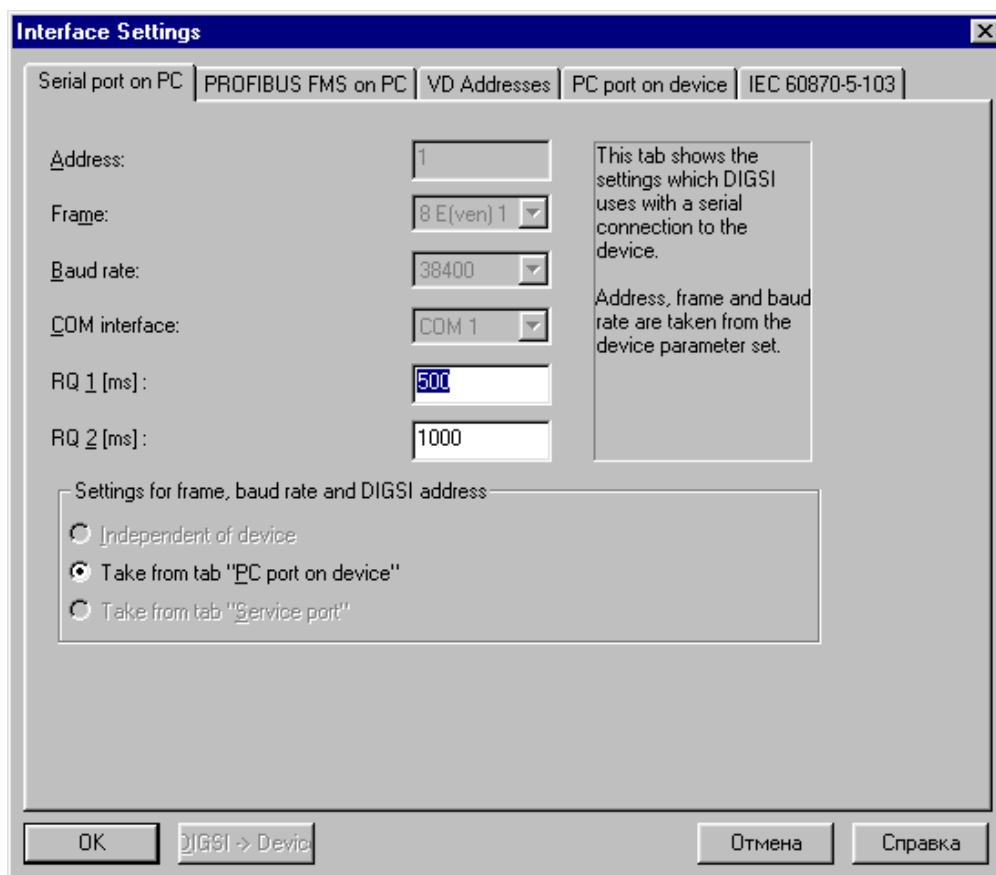 Interface Settings
Serial port on PC
PROFIBUS FMS on PC
VD Addresses
PC port on device
IEC 60870-5-103
Address:
1
Frame:
8 E(ven) 1
Baud rate:
38400
COM interface:
COM 1
RQ 1 [ms] :
500
RQ 2 [ms] :
1000
This tab shows the
settings which DIGSI
uses with a serial
connection to the
device.
Address, frame and baud
rate are taken from the
device parameter set.
Settings for frame, baud rate and DIGSI address
Independent of device
Take from tab "PC port on device"
Take from tab "Service port"
OK
DIGSI -> Devic
Отмена
Справка